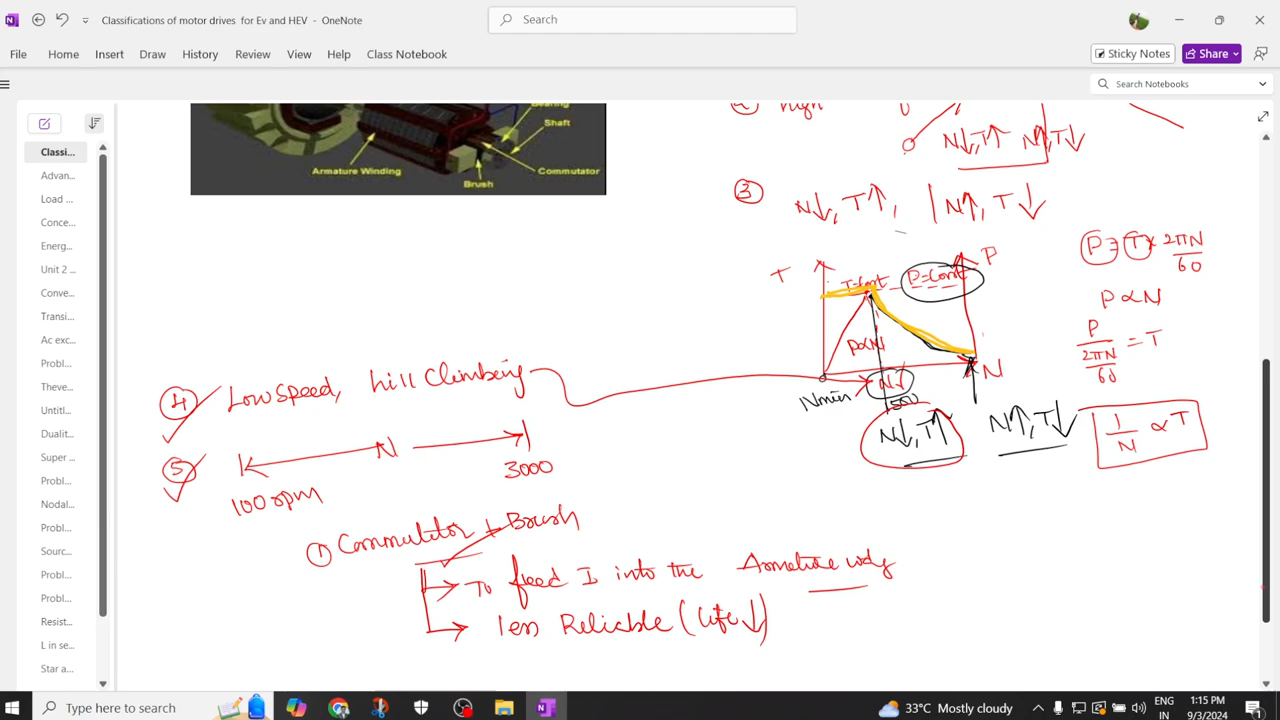 Classifications of motor drives for Ev and HEV - OneNote
Search
File Home Insert Draw History Review View Help Class Notebook
Sticky Notes
Share
Search Notebooks
Classi...
Advan...
Load ...
Conce...
Energ...
Unit 2 ...
Conve...
Transi...
Ac exc...
Probl...
Theve...
Untitl...
Dualit...
Super ...
Probl...
Nodal...
Probl...
Sourc...
Probl...
Probl...
Resist...
L in se...
Star a...
Bearing
Shaft
Commutator
Brush
Armature Winding
② high
N↓, T↑ N↑, T↓
③ N↓, T↑, | N↑, T↓
T
T=Const P=Const
P
P∝N
Nmin
N↓
500
N
N↓, T↑ N↑, T↓
P = T × 2πN/60
P∝N
P / (2πN/60) = T
1/N ∝ T
④ Low Speed, hill Climbing
⑤ N
100 rpm
3000
① Commutator + Brush
→ To feed I into the Armature wdg
→ less Reliable (Life↓)
Type here to search
33°C Mostly cloudy
ENG
IN
1:15 PM
9/3/2024